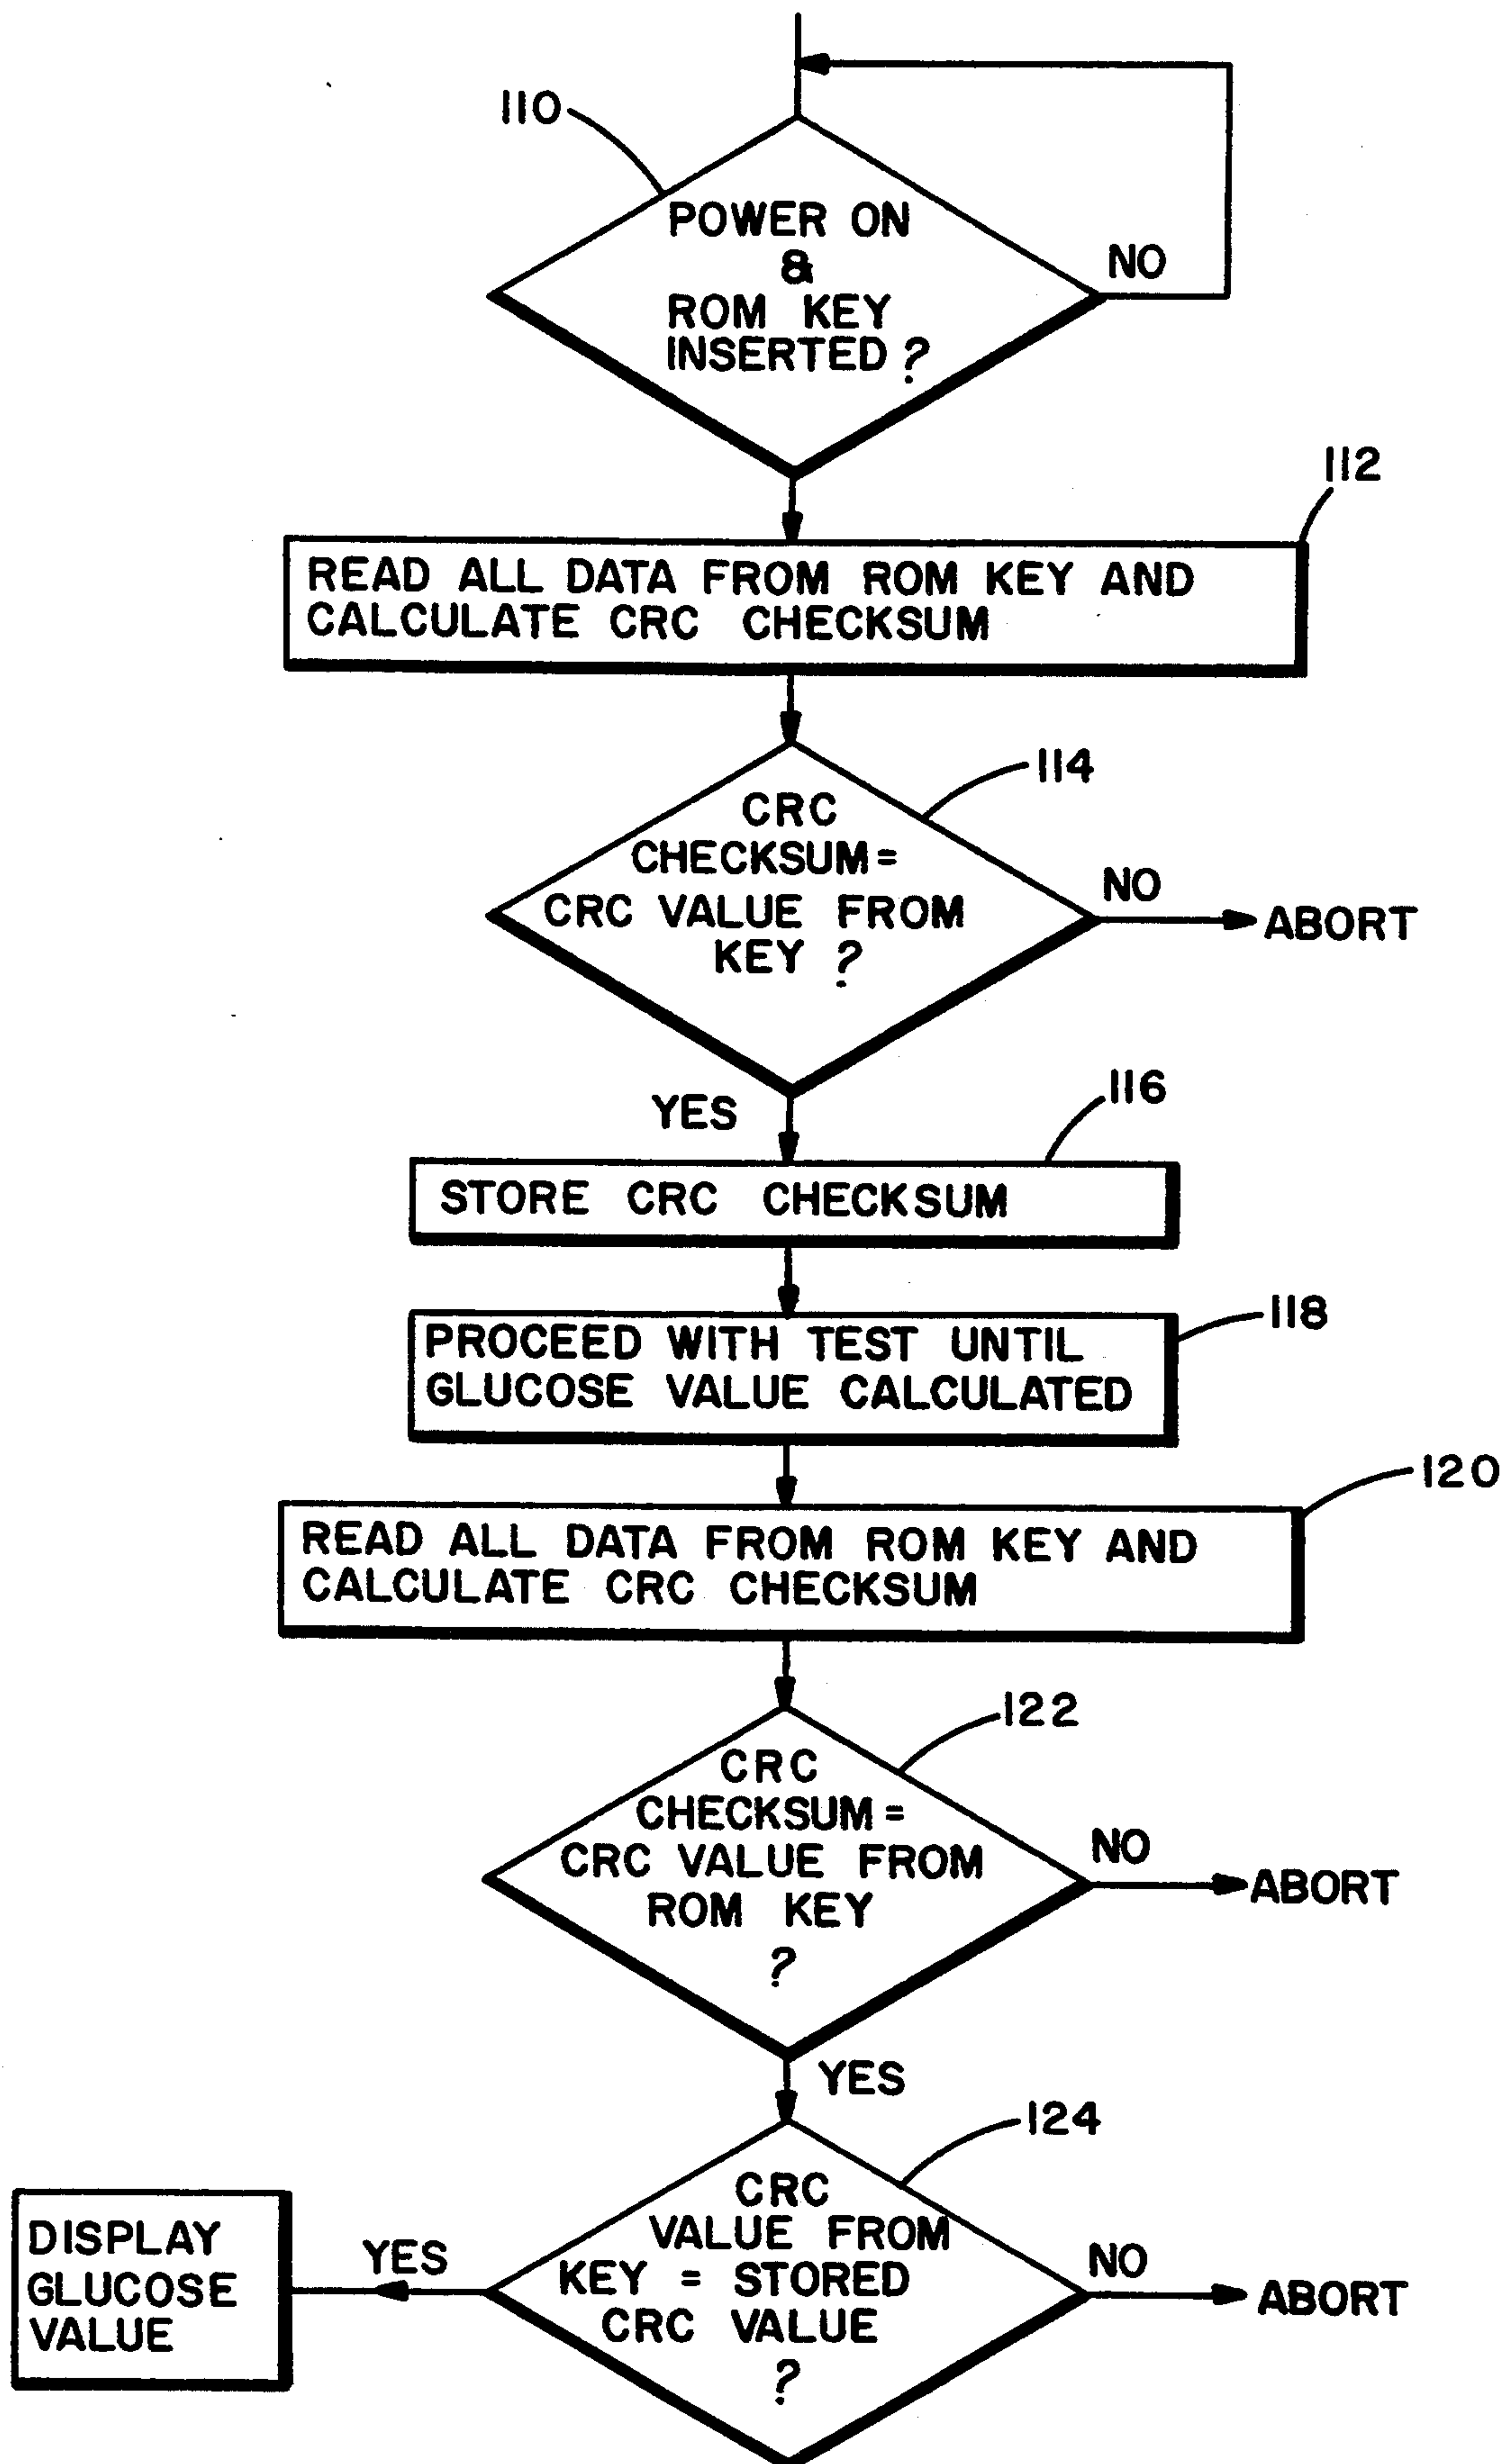 110
POWER ON
&
ROM KEY
INSERTED?
NO
112
READ ALL DATA FROM ROM KEY AND
CALCULATE CRC CHECKSUM
114
CRC
CHECKSUM =
CRC VALUE FROM
KEY ?
NO
ABORT
YES
116
STORE CRC CHECKSUM
118
PROCEED WITH TEST UNTIL
GLUCOSE VALUE CALCULATED
120
READ ALL DATA FROM ROM KEY AND
CALCULATE CRC CHECKSUM
122
CRC
CHECKSUM =
CRC VALUE FROM
ROM KEY
?
NO
ABORT
YES
124
CRC
VALUE FROM
KEY = STORED
CRC VALUE
?
NO
ABORT
YES
DISPLAY
GLUCOSE
VALUE